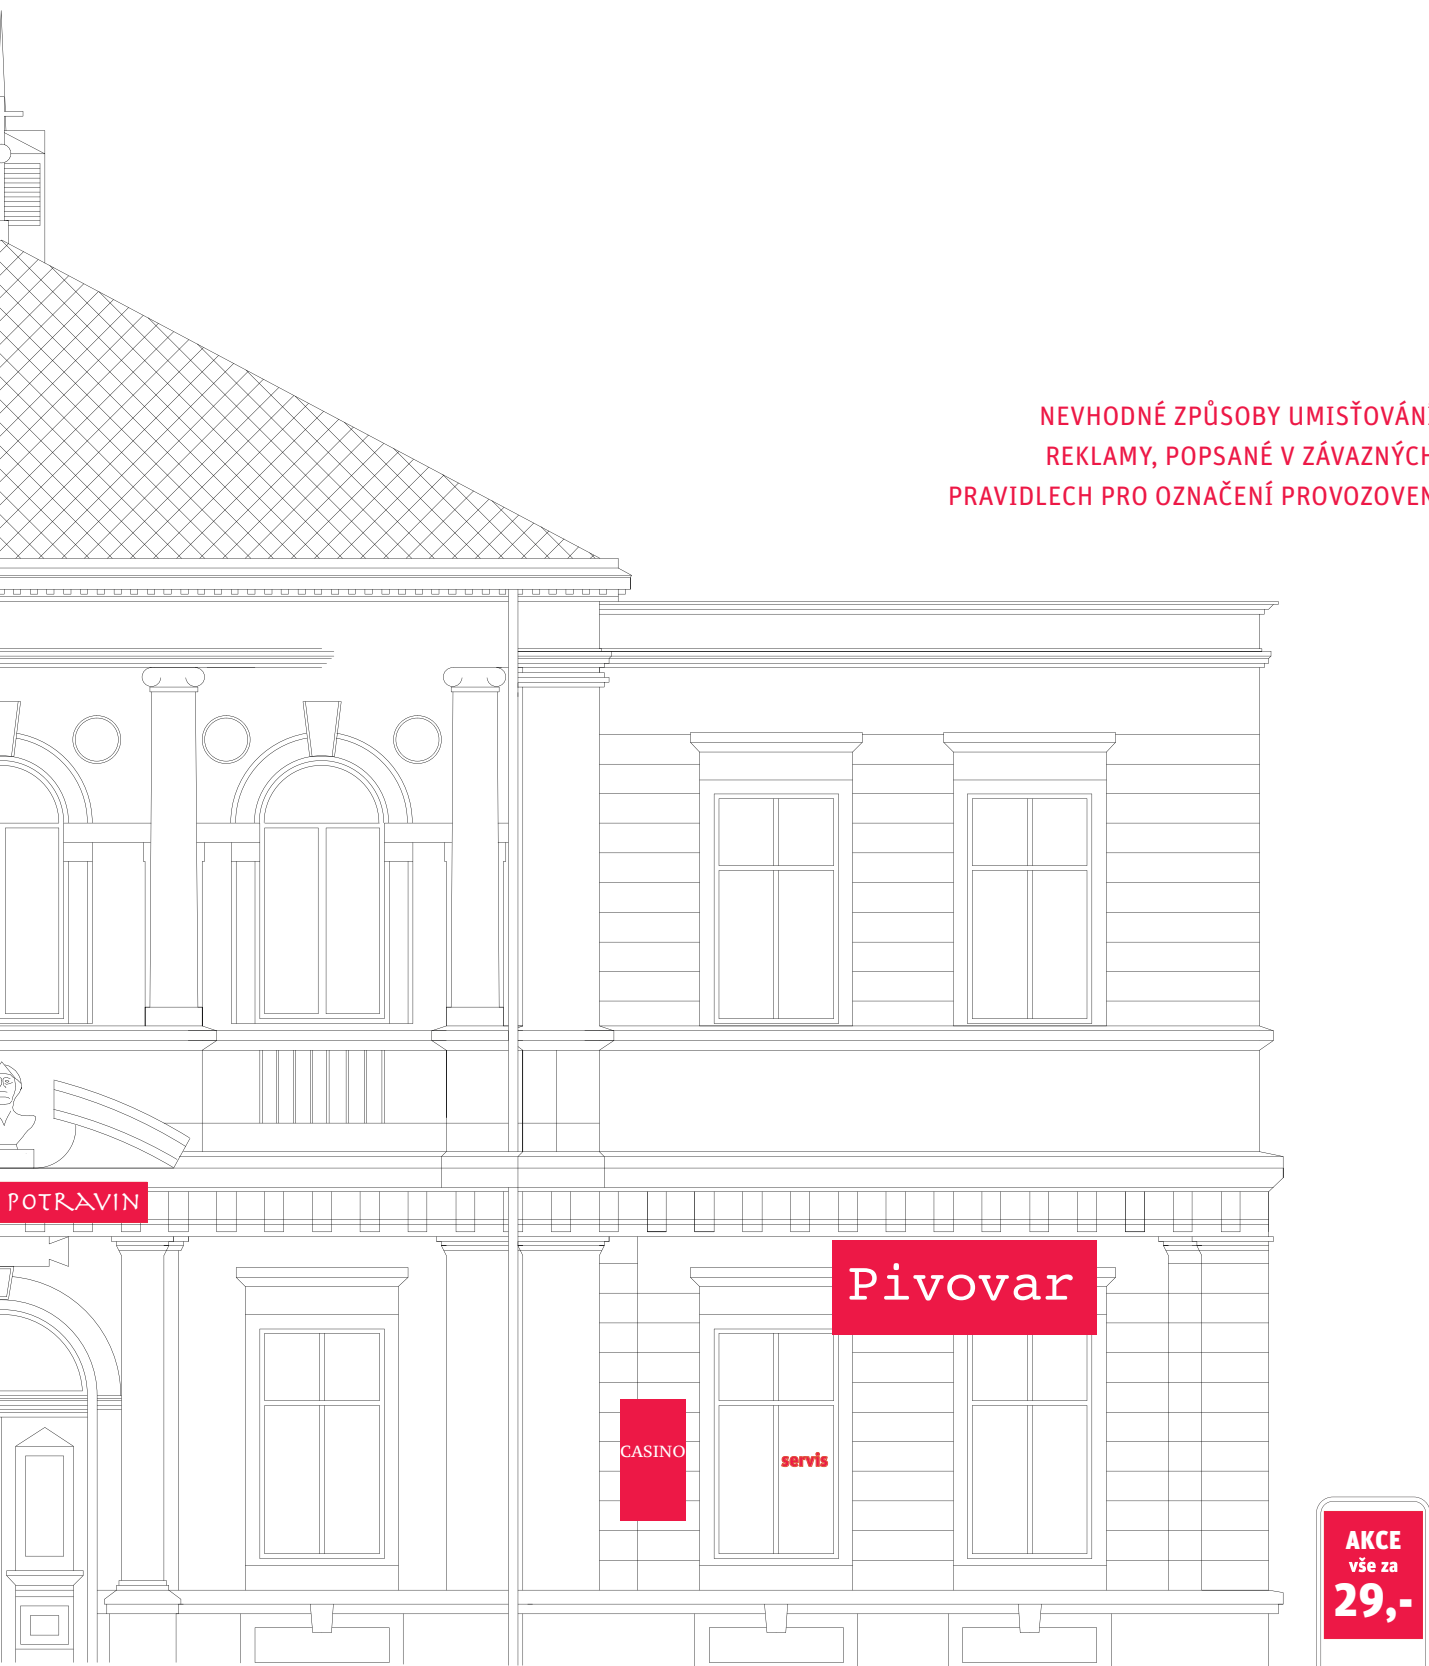 NEVHODNÉ ZPŮSOBY UMISŤOVÁNÍ
REKLAMY, POPSANÉ V ZÁVAZNÝCH
PRAVIDLECH PRO OZNAČENÍ PROVOZOVEN
POTRAVIN
Pivovar
CASINO
servis
AKCE
vše za
29,-